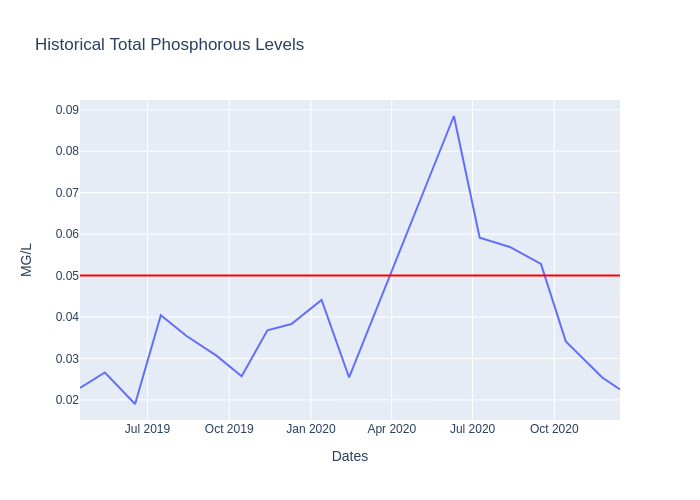 Historical Total Phosphorous Levels
0.09
0.08
0.07
0.06
0.05
0.04
0.03
0.02
MG/L
Jul 2019 Oct 2019 Jan 2020 Apr 2020 Jul 2020 Oct 2020
Dates